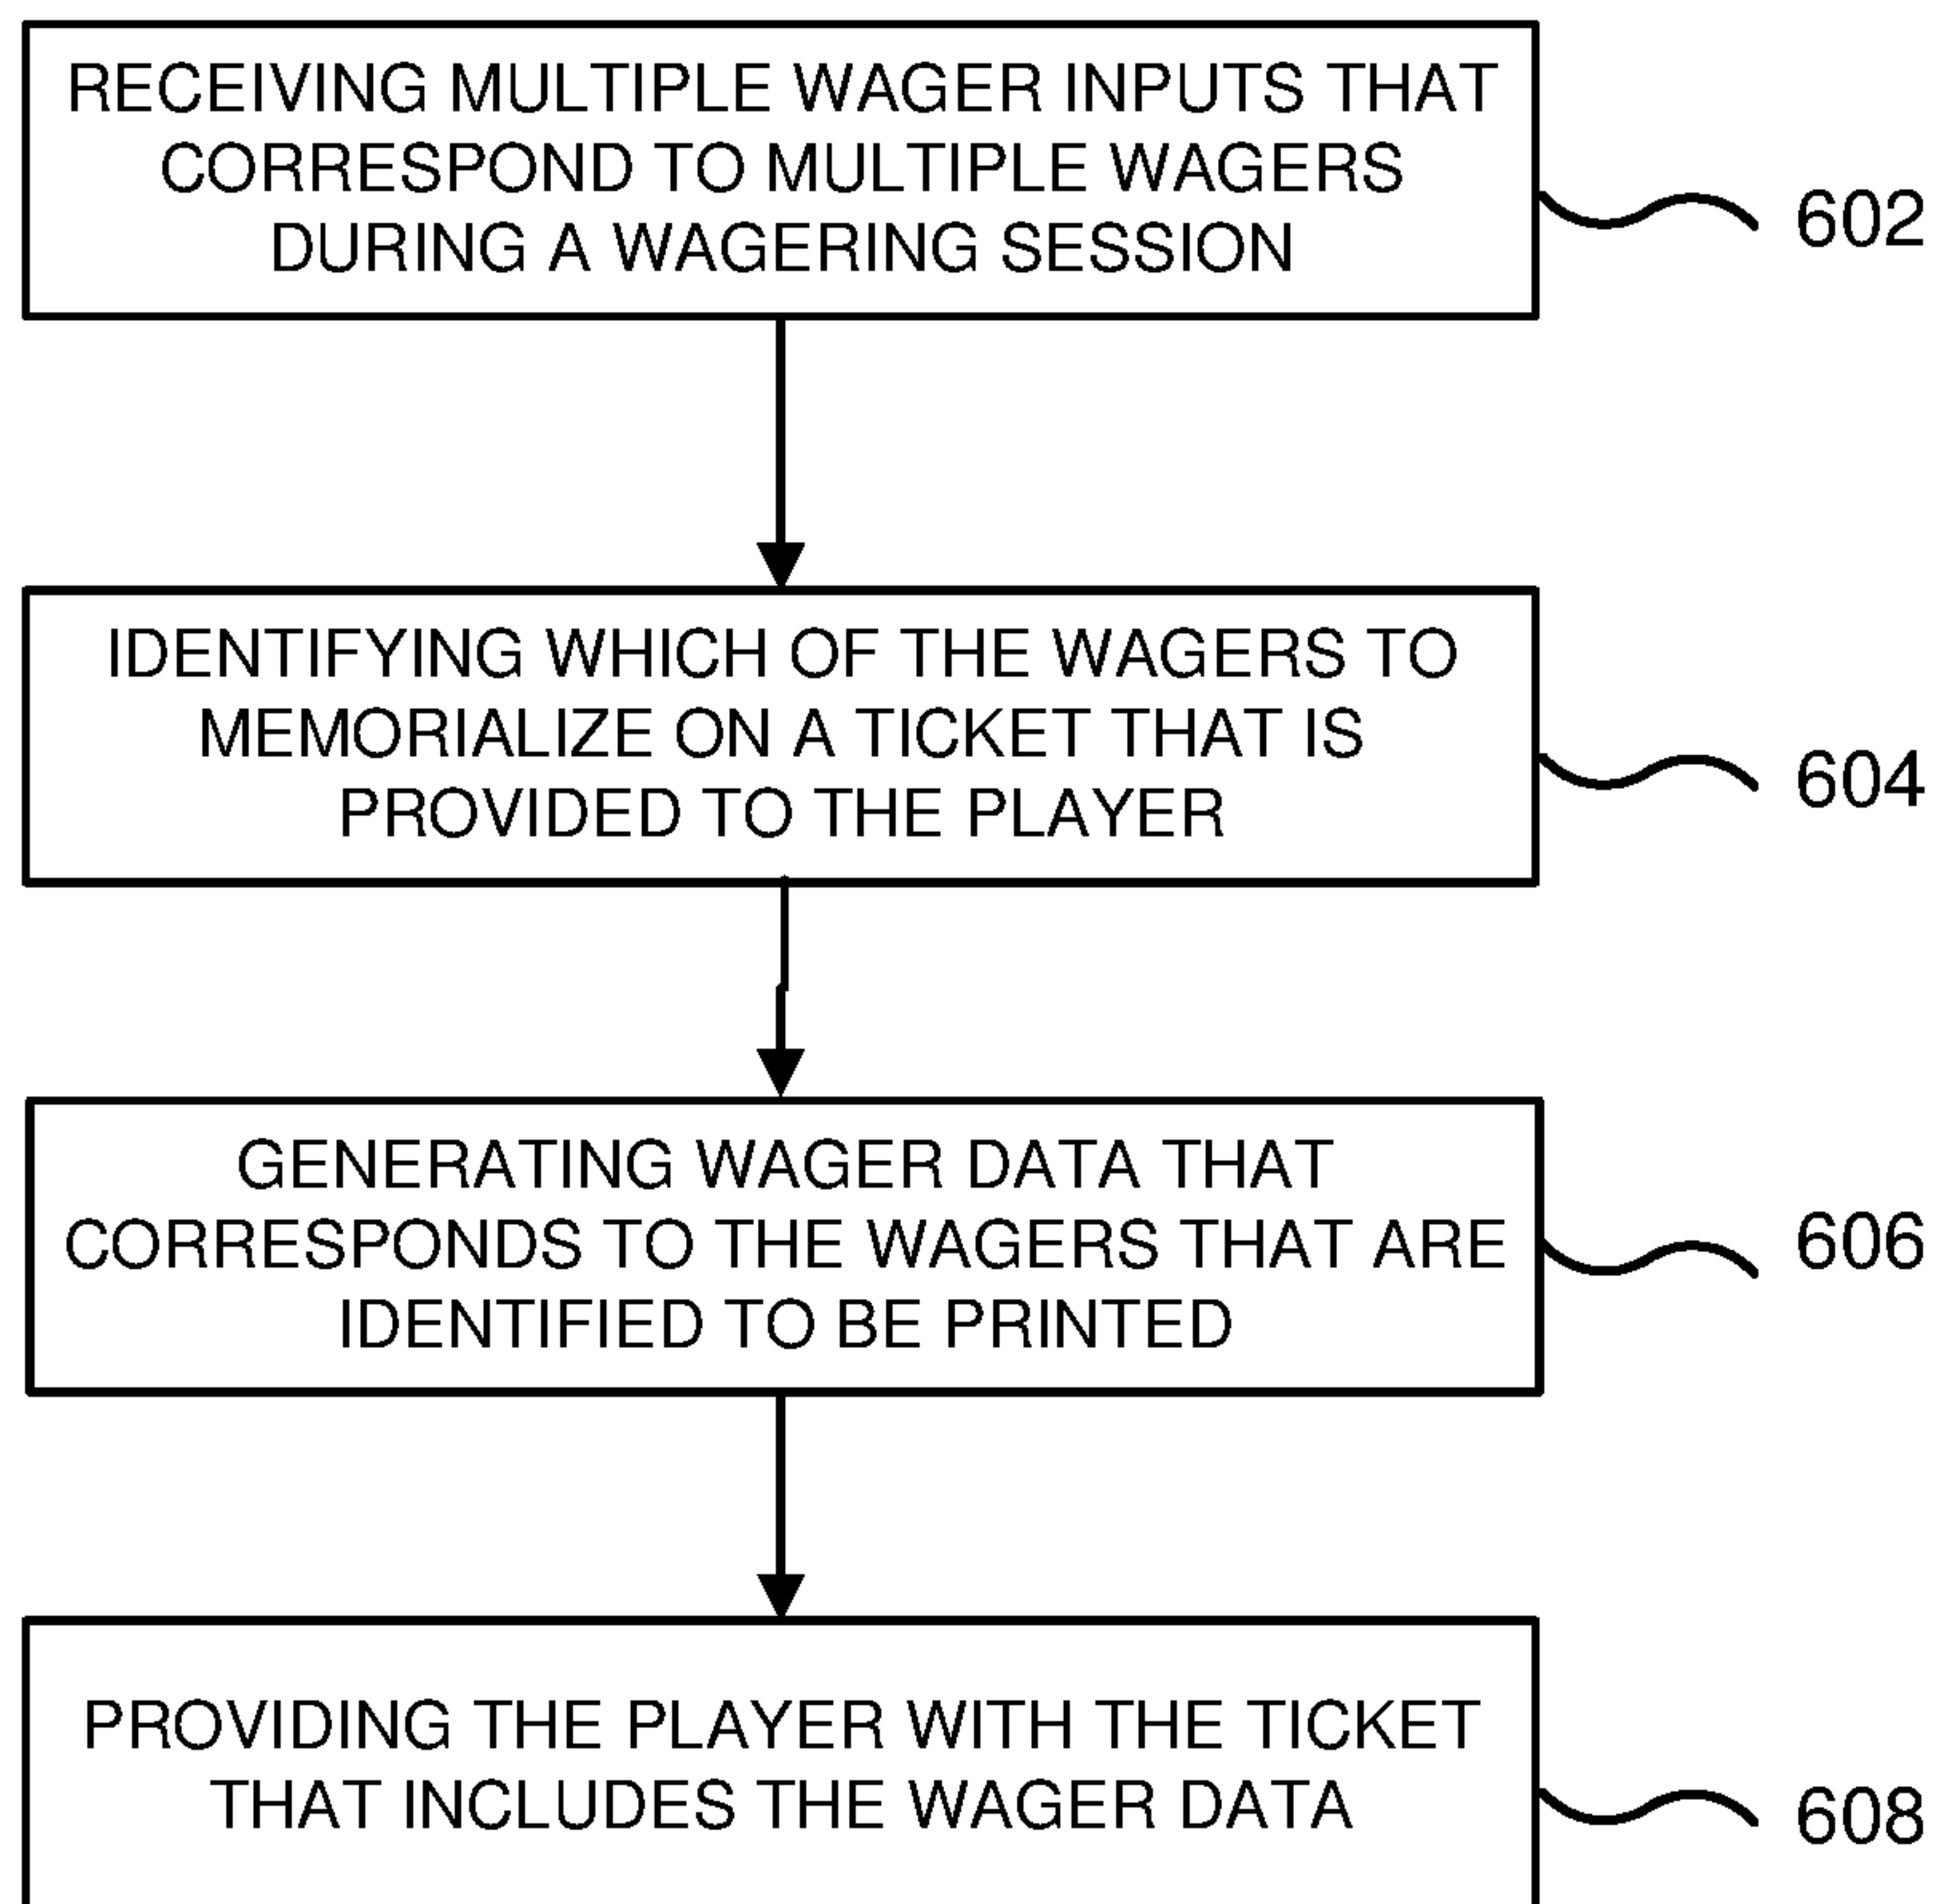 RECEIVING MULTIPLE WAGER INPUTS THAT
CORRESPOND TO MULTIPLE WAGERS
DURING A WAGERING SESSION
602
IDENTIFYING WHICH OF THE WAGERS TO
MEMORIALIZE ON A TICKET THAT IS
PROVIDED TO THE PLAYER
604
GENERATING WAGER DATA THAT
CORRESPONDS TO THE WAGERS THAT ARE
IDENTIFIED TO BE PRINTED
606
PROVIDING THE PLAYER WITH THE TICKET
THAT INCLUDES THE WAGER DATA
608